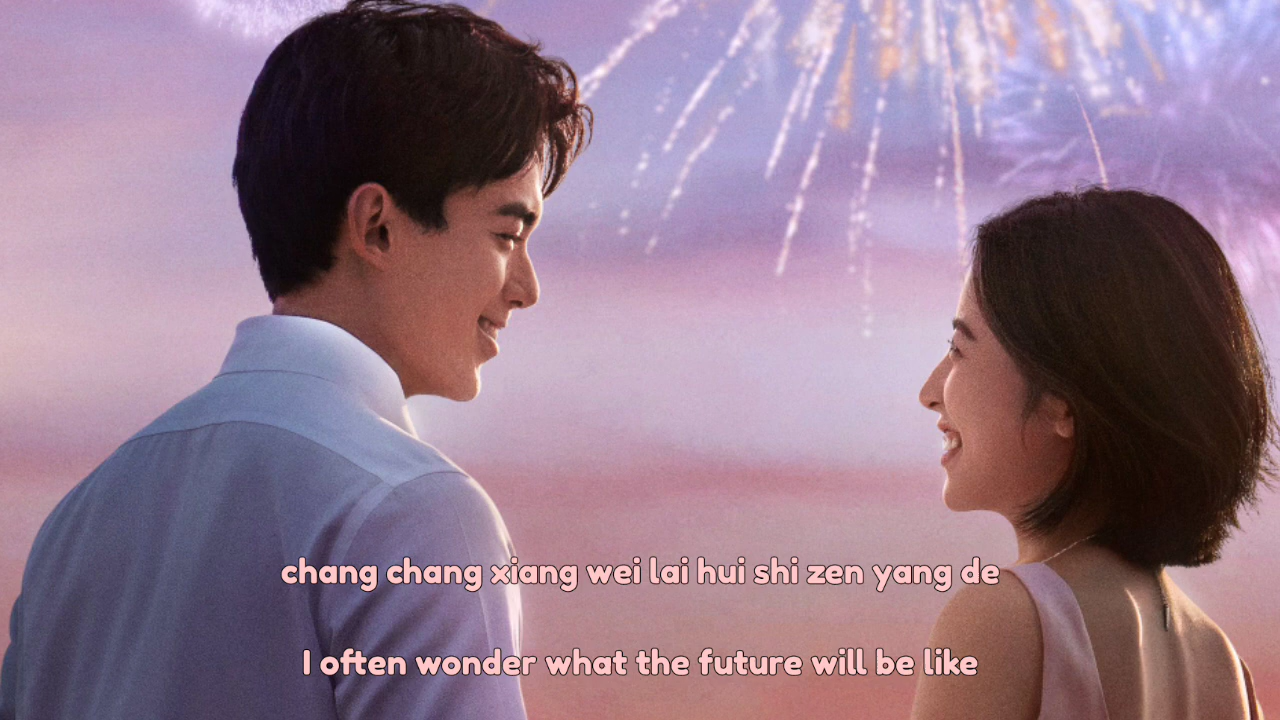 chang chang xiang wei lai hui shi zen yang de
I often wonder what the future will be like